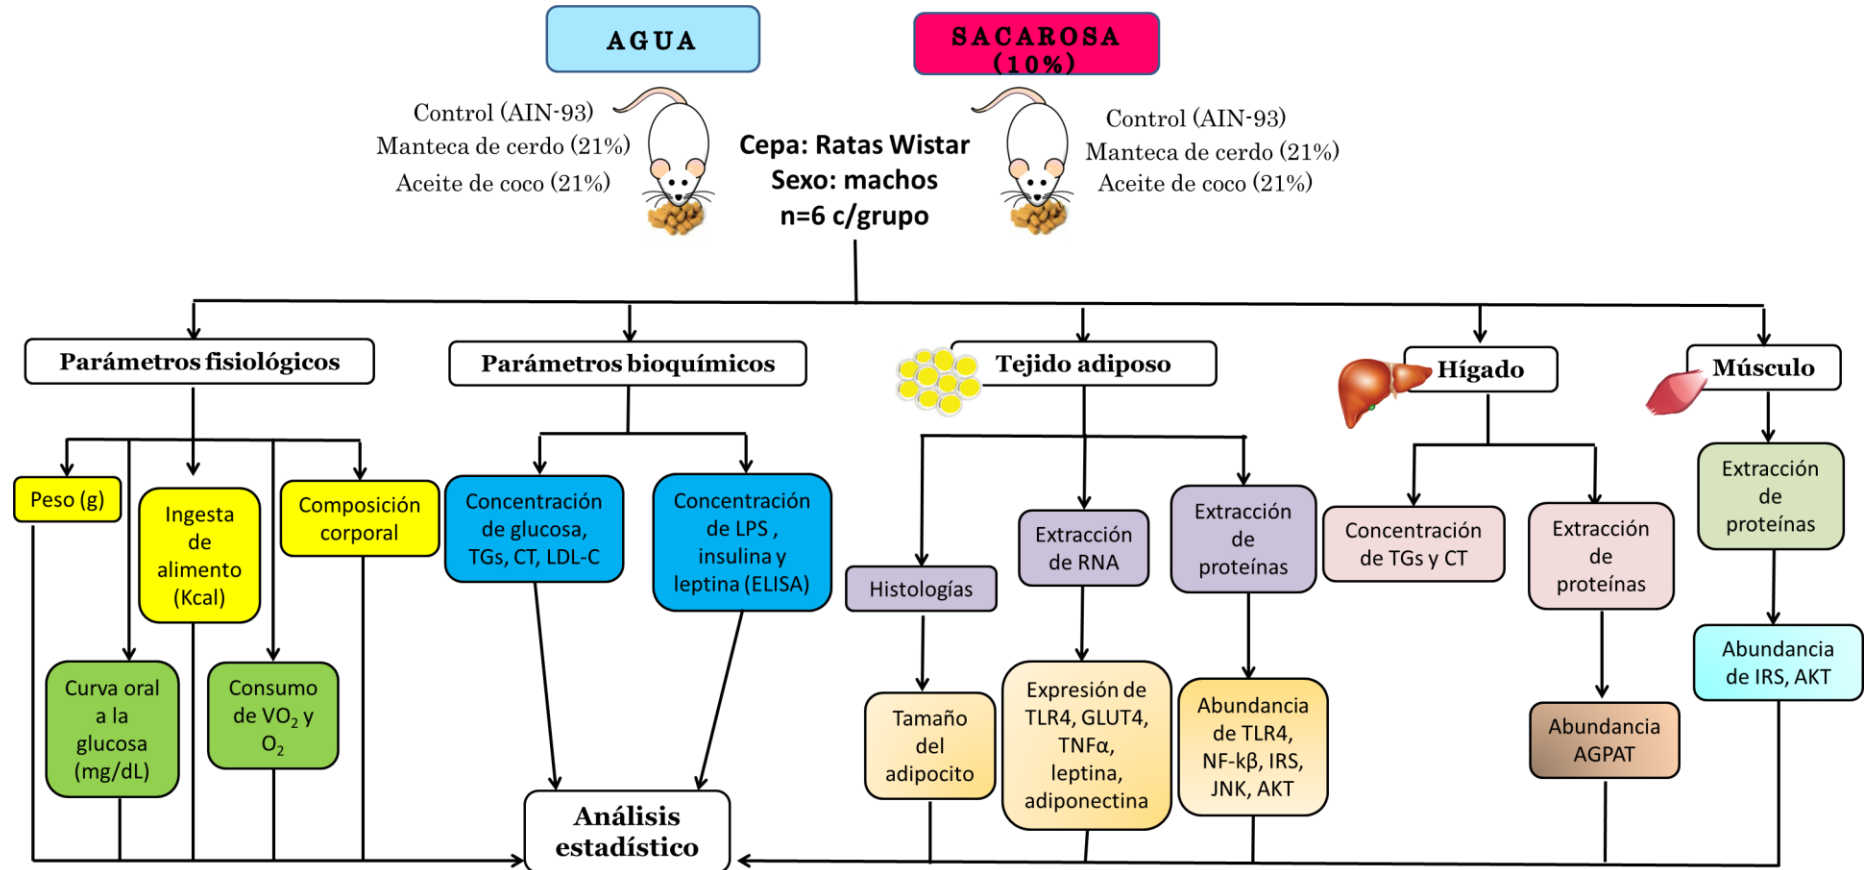 AGUA
SACAROSA
(10%)
Control (AIN-93)
Manteca de cerdo (21%)
Aceite de coco (21%)
Cepa: Ratas Wistar
Sexo: machos
n=6 c/grupo
Control (AIN-93)
Manteca de cerdo (21%)
Aceite de coco (21%)
Parámetros fisiológicos
Parámetros bioquímicos
Tejido adiposo
Hígado
Músculo
Peso (g)
Ingesta
de
alimento
(Kcal)
Composición
corporal
Curva oral
a la
glucosa
(mg/dL)
Consumo
de VO₂ y
O₂
Concentración
de glucosa,
TGs, CT, LDL-C
Concentración
de LPS ,
insulina y
leptina (ELISA)
Histologías
Extracción
de RNA
Extracción
de
proteínas
Tamaño
del
adipocito
Expresión de
TLR4, GLUT4,
TNFα,
leptina,
adiponectina
Abundancia
de TLR4,
NF-kβ, IRS,
JNK, AKT
Concentración
de TGs y CT
Extracción
de
proteínas
Abundancia
AGPAT
Extracción
de
proteínas
Abundancia
de IRS, AKT
Análisis
estadístico